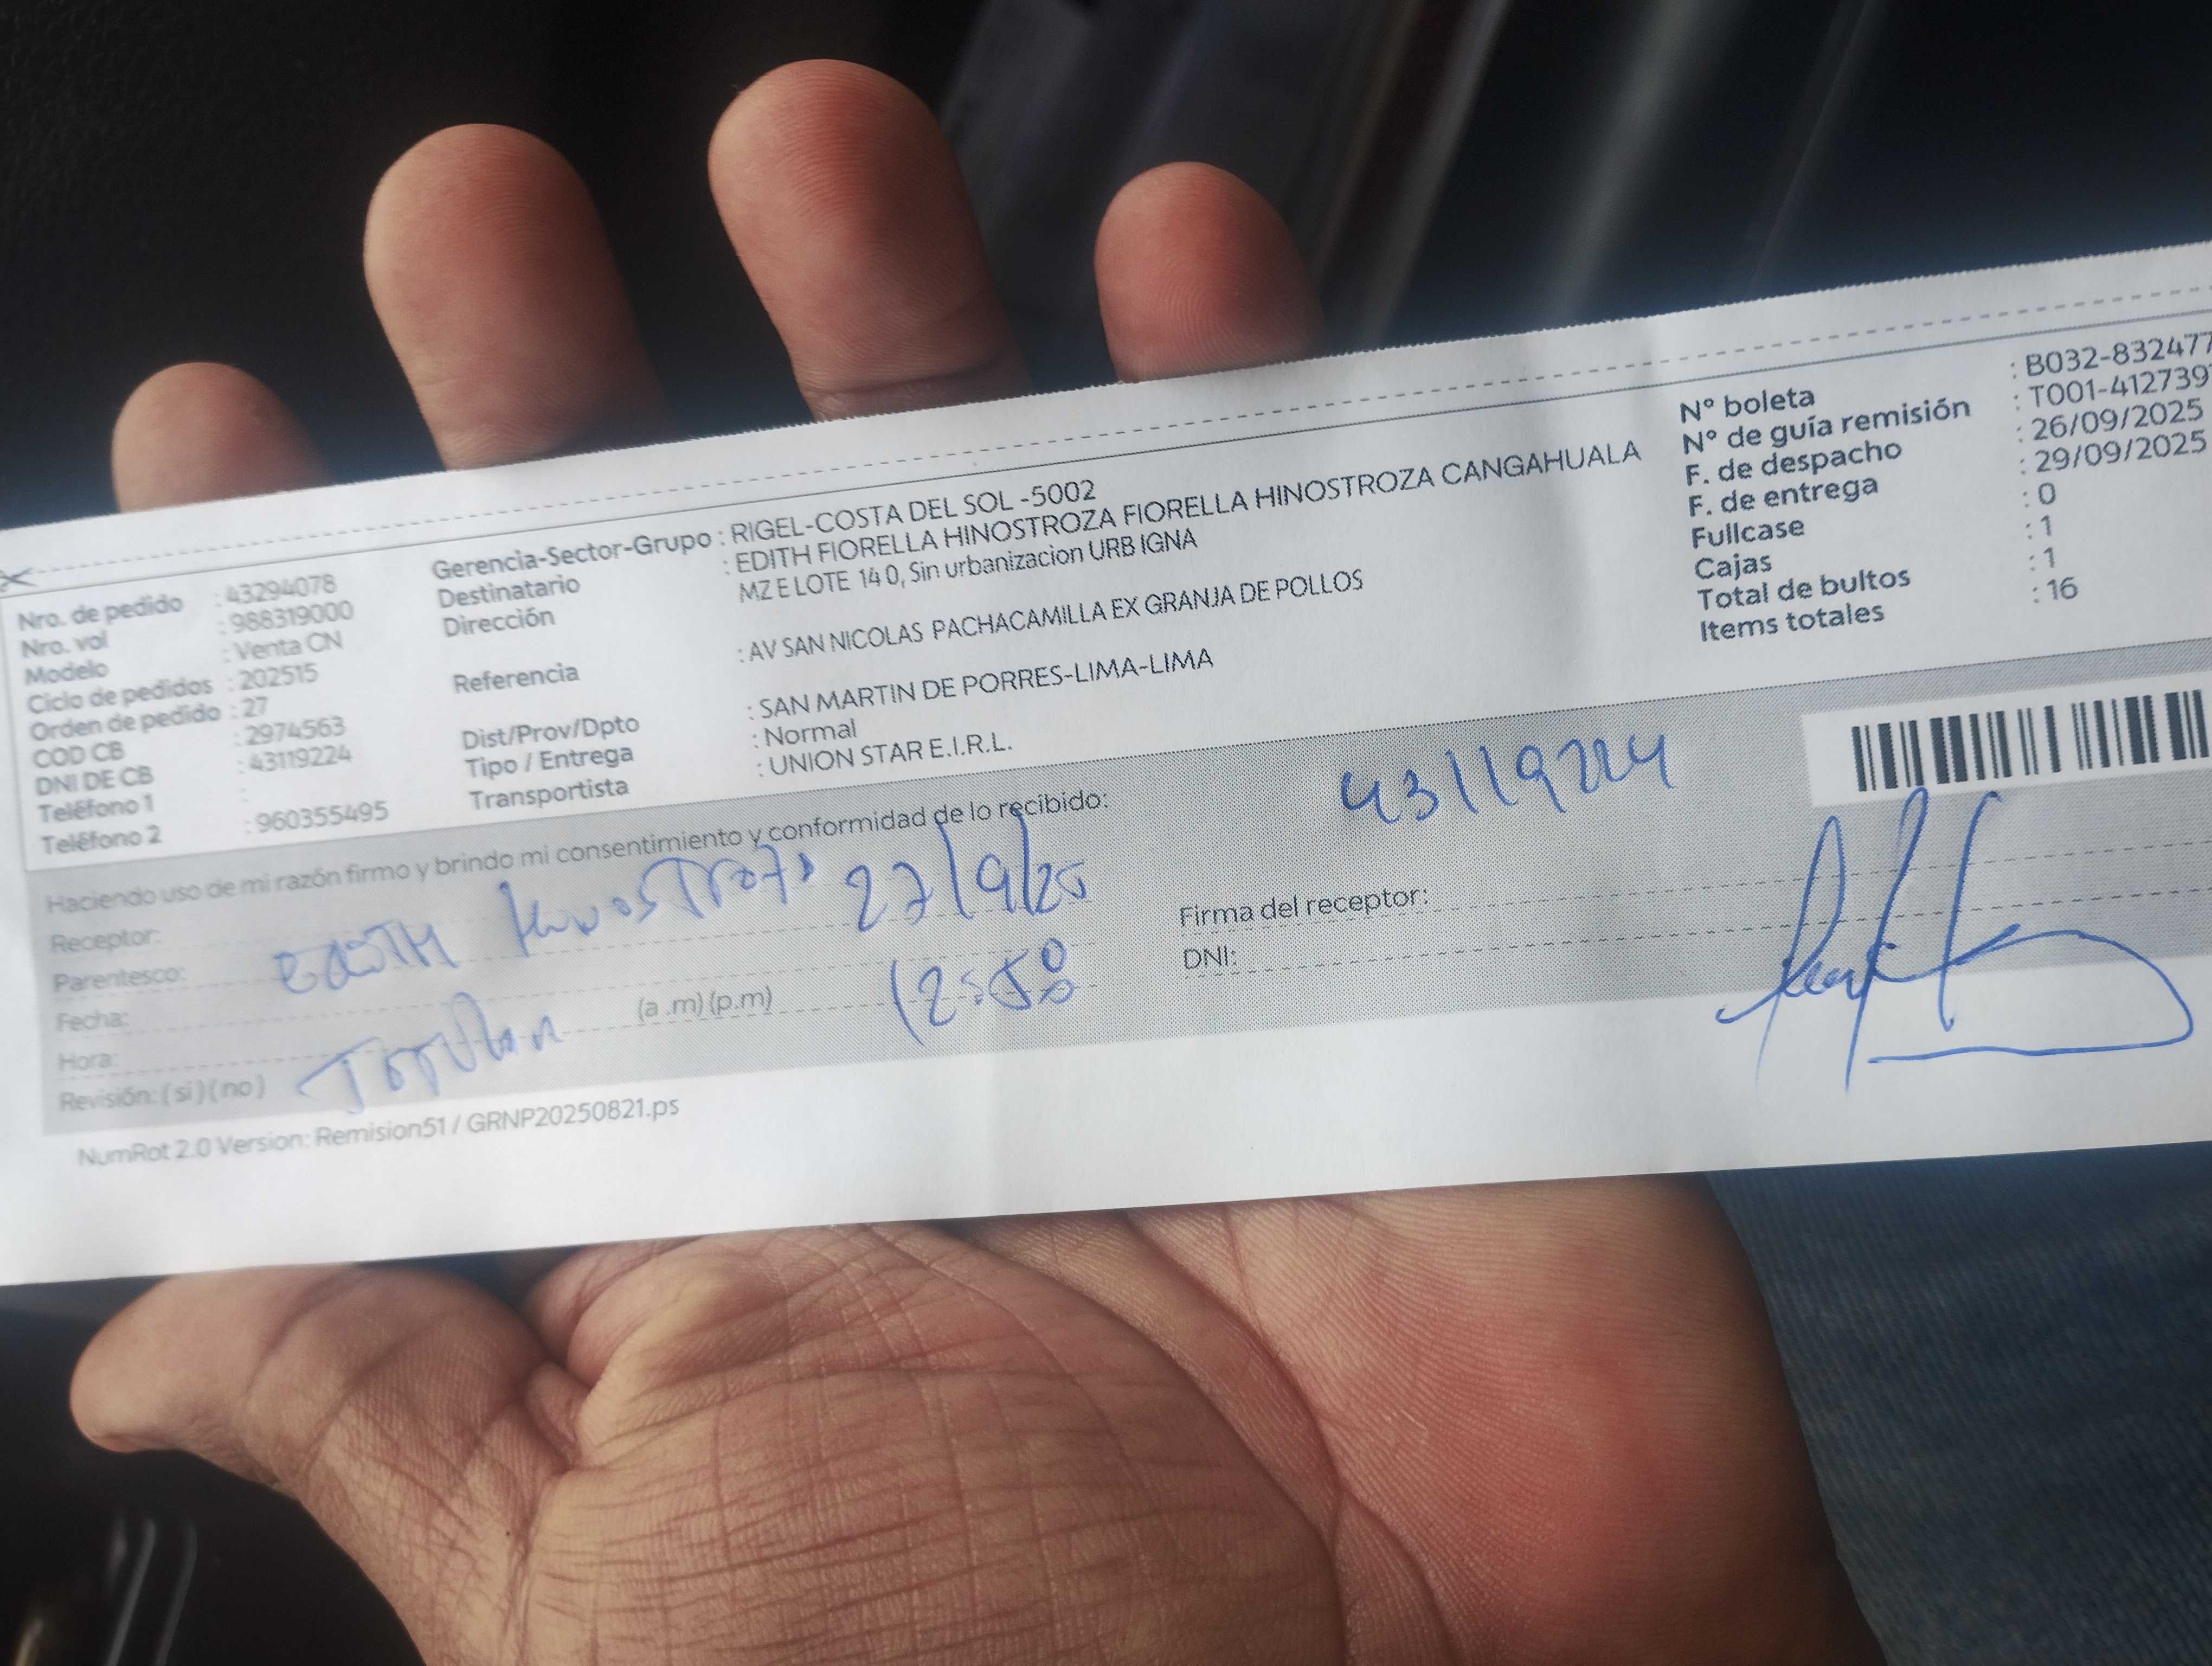 Nro. de pedido : 43294078
Nro. vol : 988319000
Modelo : Venta CN
Ciclo de pedidos : 202515
Orden de pedido : 27
COD CB : 2974563
DNI DE CB : 43119224
Teléfono 1 :
Teléfono 2 : 960355495
Gerencia-Sector-Grupo : RIGEL-COSTA DEL SOL -5002
Destinatario : EDITH FIORELLA HINOSTROZA FIORELLA HINOSTROZA CANGAHUALA
Dirección MZ E LOTE 14 0, Sin urbanizacion URB IGNA
Referencia : AV SAN NICOLAS PACHACAMILLA EX GRANJA DE POLLOS
Dist/Prov/Dpto : SAN MARTIN DE PORRES-LIMA-LIMA
Tipo / Entrega : Normal
Transportista : UNION STAR E.I.R.L.
N° boleta : B032-832477
N° de guía remisión : T001-412739
F. de despacho : 26/09/2025
F. de entrega : 29/09/2025
Fullcase : 0
Cajas : 1
Total de bultos : 1
Items totales : 16
Haciendo uso de mi razón firmo y brindo mi consentimiento y conformidad de lo recibido:
Receptor:
Parentesco:
Fecha:
Hora: (a .m) (p.m)
Revisión: ( si ) ( no )
EDITH HINOSTROZA 27/9/25
Titular 12:58
43119224
Firma del receptor:
DNI:
NumRot 2.0 Version: Remision51 / GRNP20250821.ps